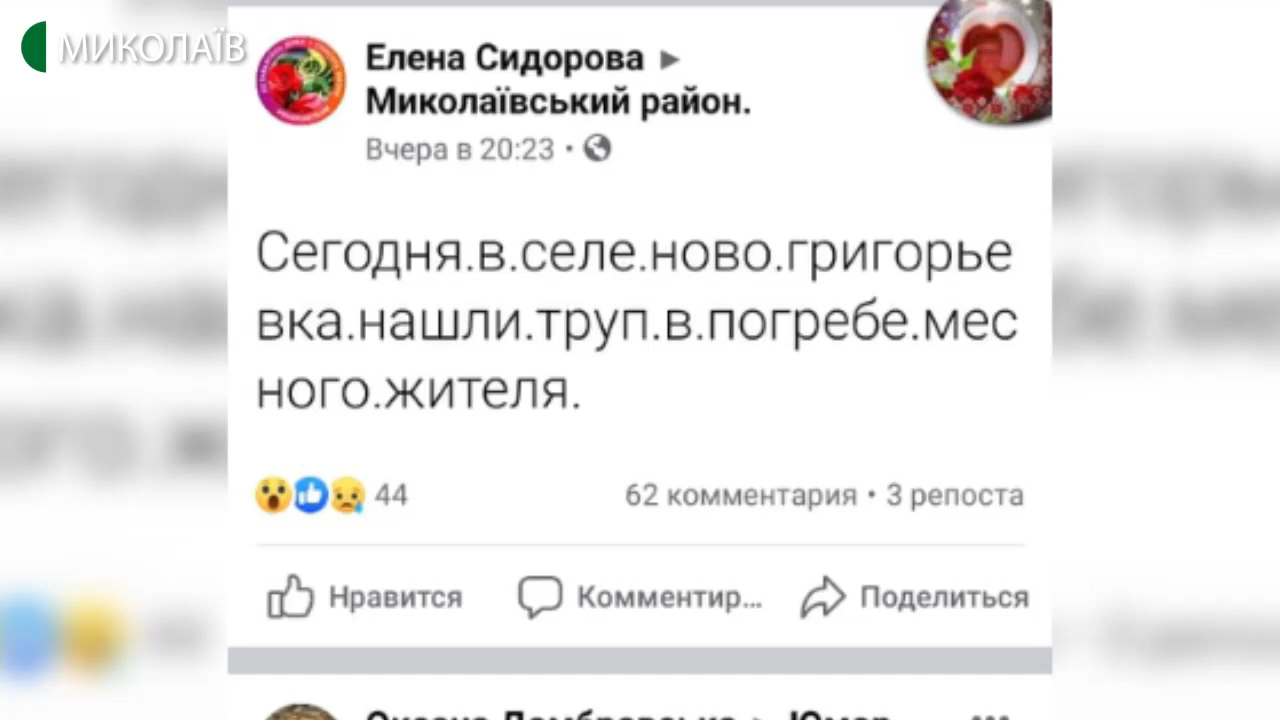 МИКОЛАЇВ
Елена Сидорова
Миколаївський район.
Вчера в 20:23
Сегодня.в.селе.ново.григорье
вка.нашли.труп.в.погребе.мес
ного.жителя.
44 62 комментария • 3 репоста
Нравится Комментир... Поделиться